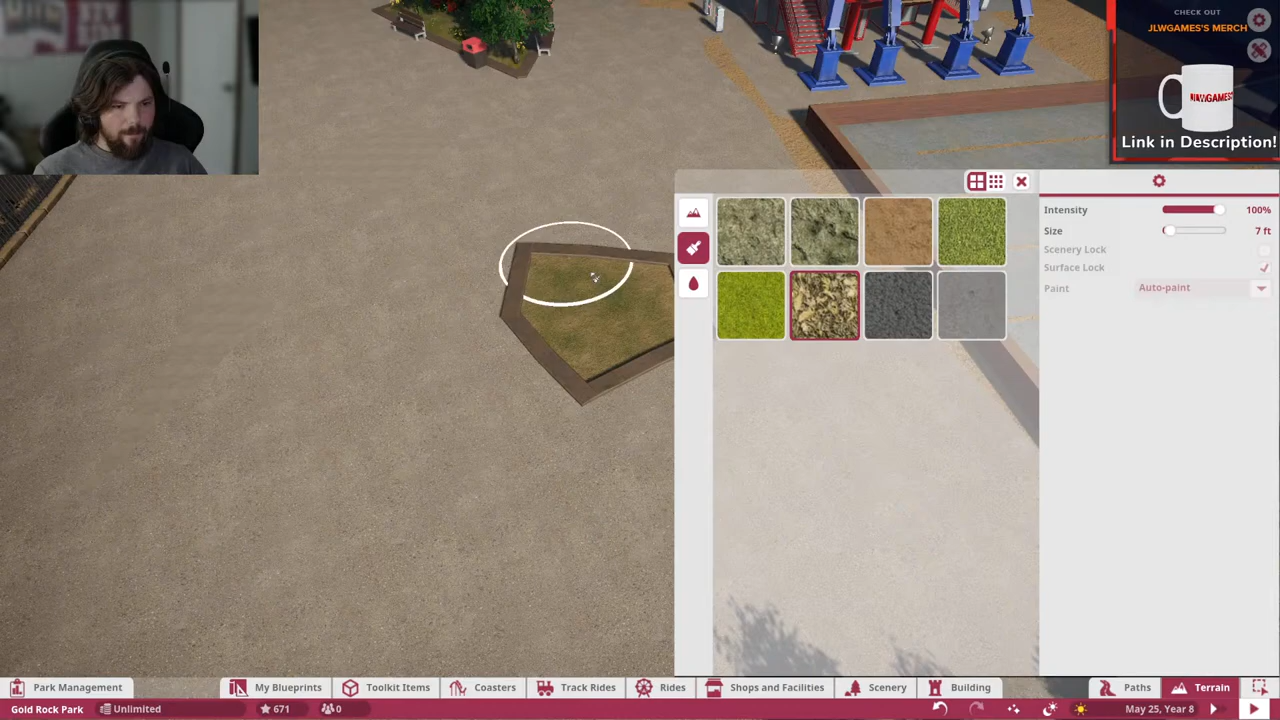 CHECK OUT
JLWGAMES'S MERCH
JLWGAMES
Link in Description!
Intensity 100%
Size 7 ft
Scenery Lock
Surface Lock
Paint Auto-paint
Park Management My Blueprints Toolkit Items Coasters Track Rides Rides Shops and Facilities Scenery Building Paths Terrain
Gold Rock Park Unlimited 671 0 May 25, Year 8